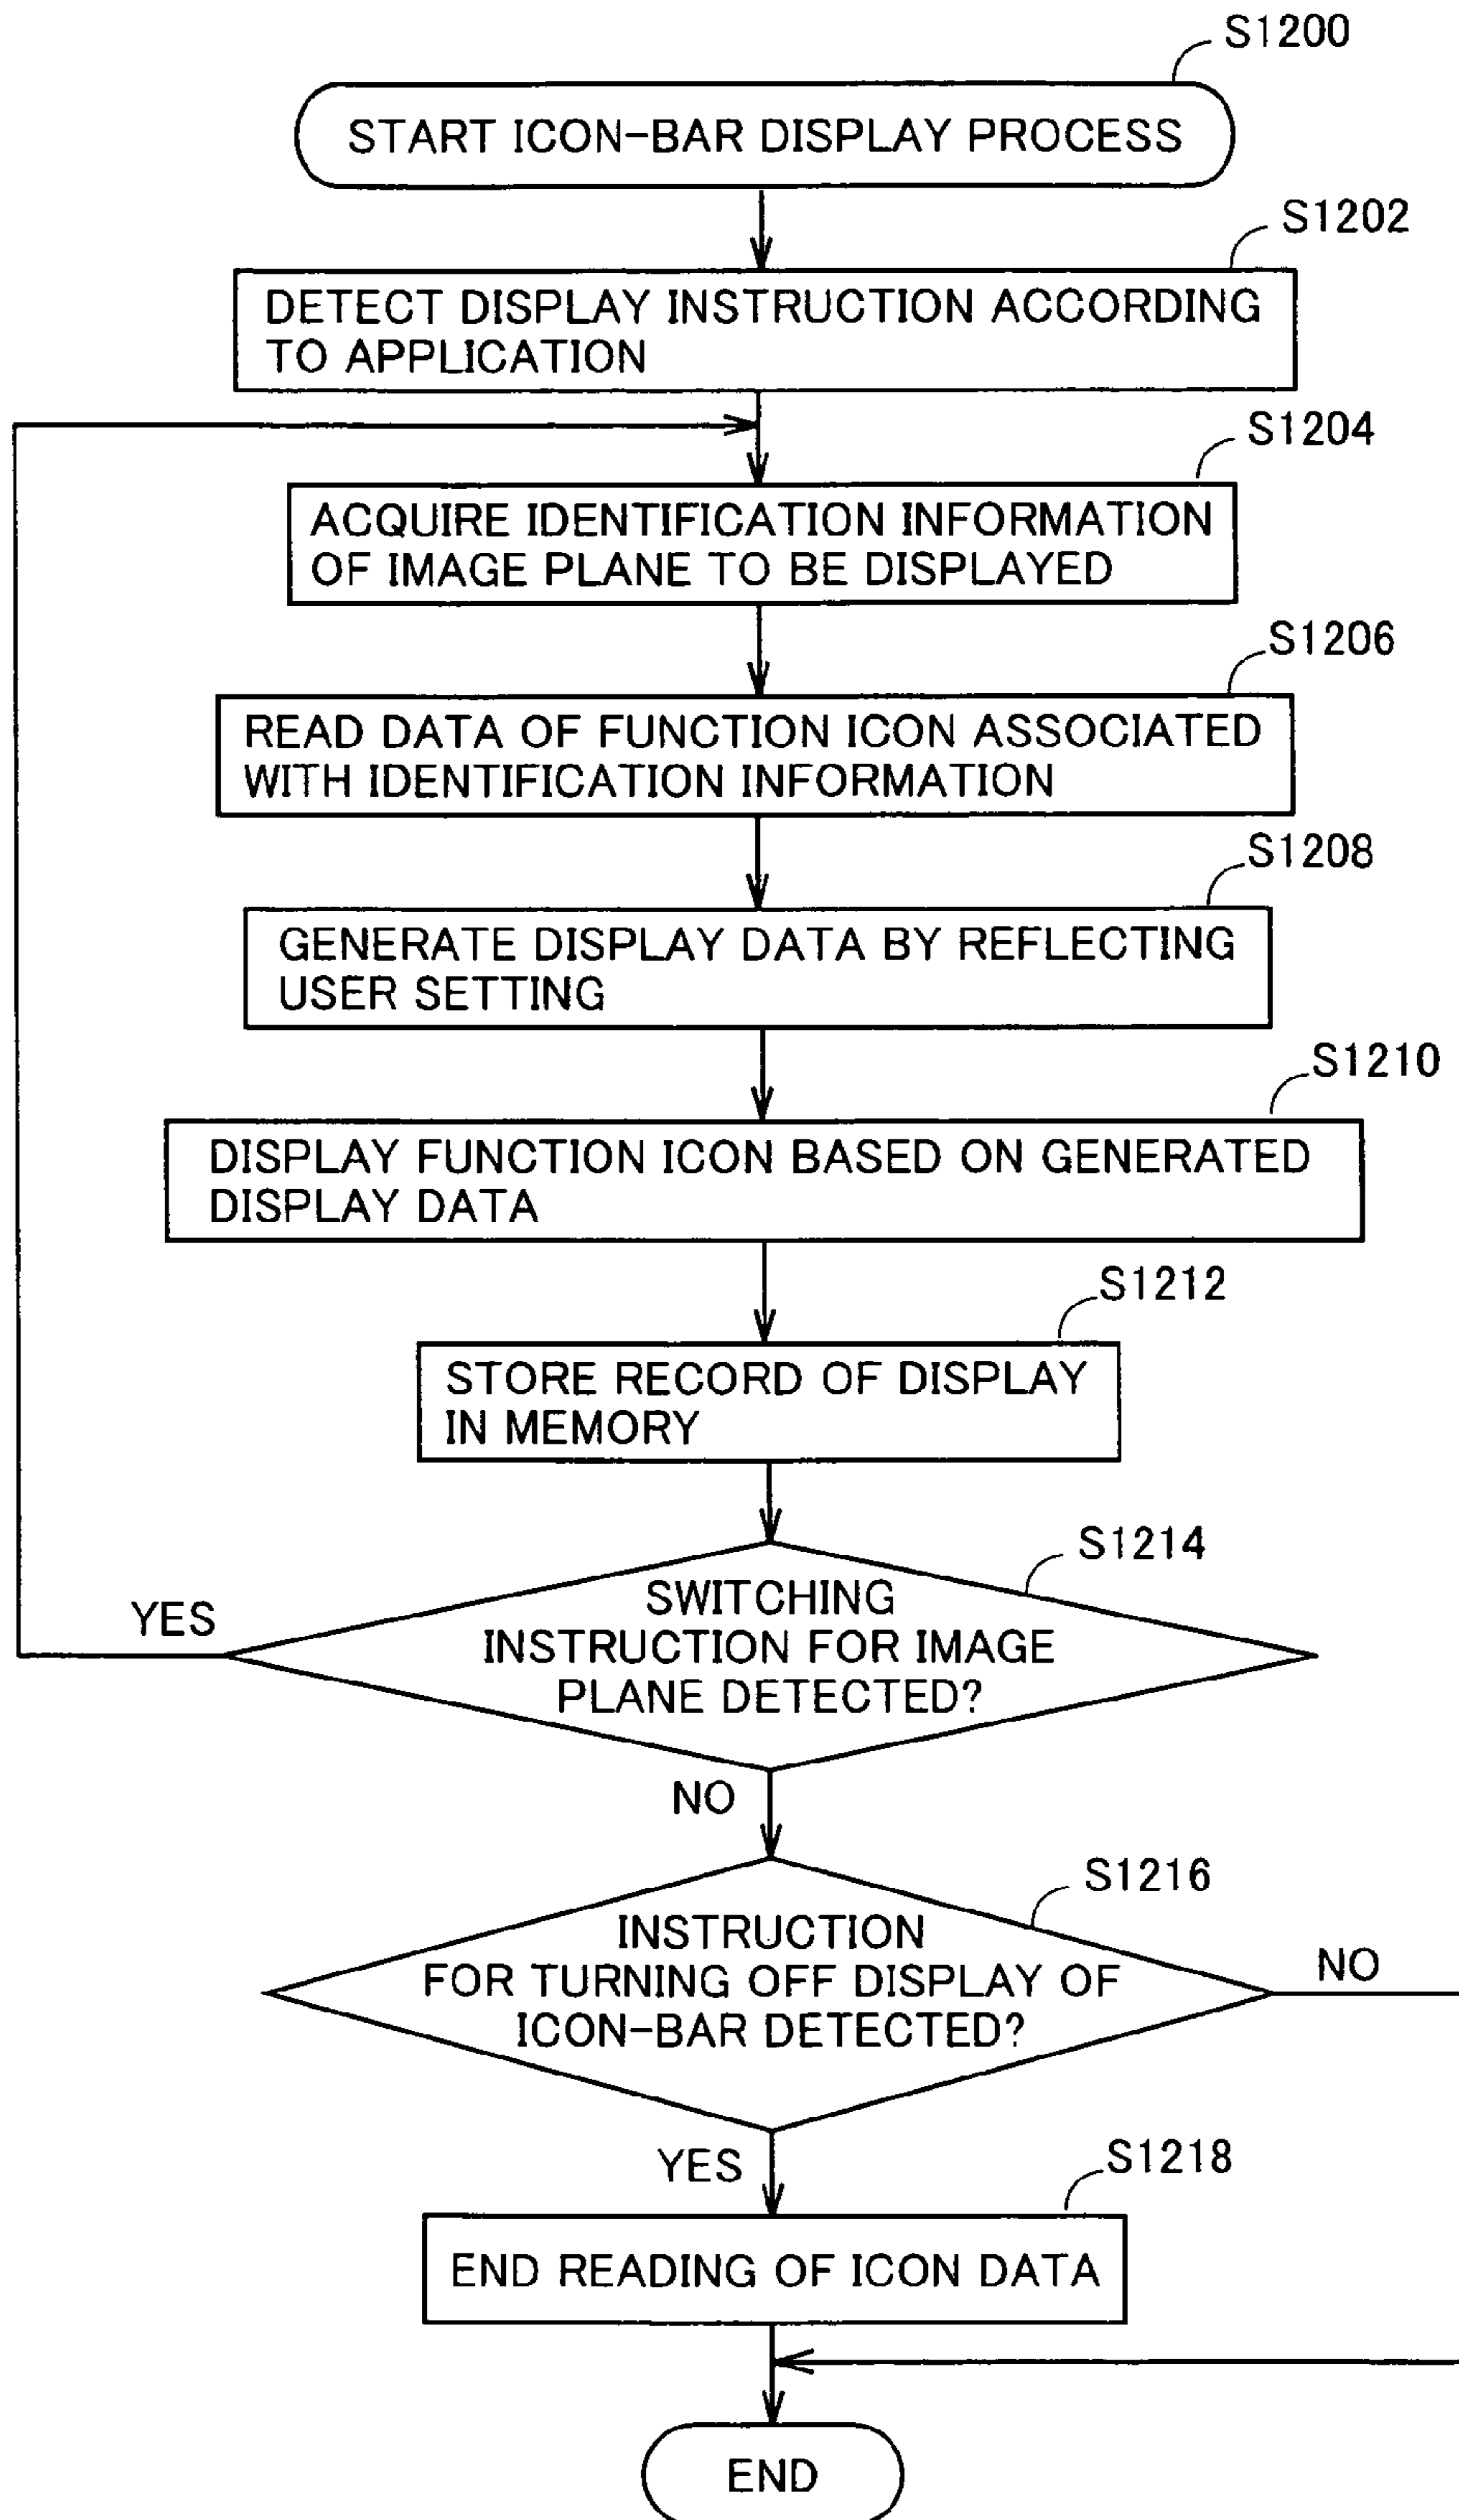 S1200
START ICON-BAR DISPLAY PROCESS
S1202
DETECT DISPLAY INSTRUCTION ACCORDING
TO APPLICATION
S1204
ACQUIRE IDENTIFICATION INFORMATION
OF IMAGE PLANE TO BE DISPLAYED
S1206
READ DATA OF FUNCTION ICON ASSOCIATED
WITH IDENTIFICATION INFORMATION
S1208
GENERATE DISPLAY DATA BY REFLECTING
USER SETTING
S1210
DISPLAY FUNCTION ICON BASED ON GENERATED
DISPLAY DATA
S1212
STORE RECORD OF DISPLAY
IN MEMORY
S1214
SWITCHING
INSTRUCTION FOR IMAGE
PLANE DETECTED?
YES
NO
S1216
INSTRUCTION
FOR TURNING OFF DISPLAY OF
ICON-BAR DETECTED?
NO
YES
S1218
END READING OF ICON DATA
END